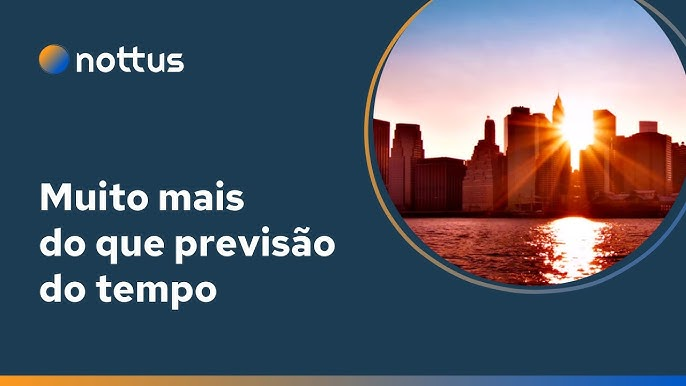 nottus
Muito mais
do que previsão
do tempo